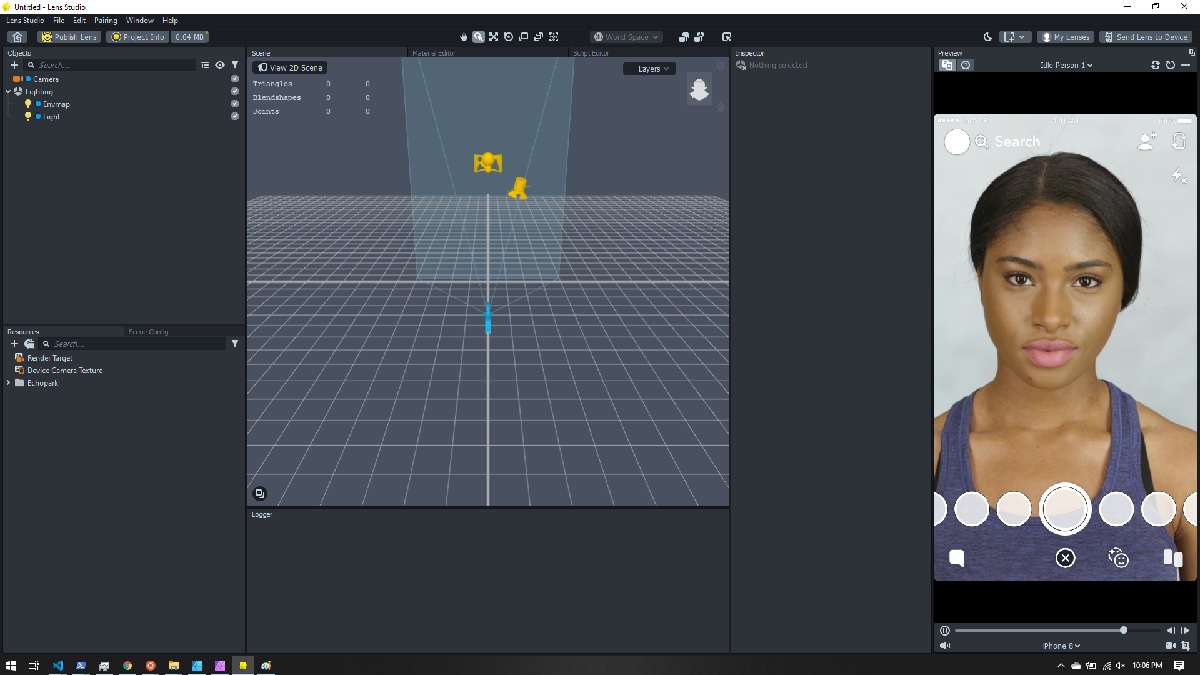 Untitled - Lens Studio
Lens Studio File Edit Pairing Window Help
Publish Lens Project Info 0.04 MB World Space My Lenses Send Lens to Device
Objects
Search...
Camera
Lighting
Envmap
Light
Resources Scene Config
Search...
Render Target
Device Camera Texture
Echopark
Scene Material Editor Script Editor
View 2D Scene Layers
Triangles 0 0
Blendshapes 0 0
Joints 0 0
Logger
Inspector
Nothing selected
Preview
Idle Person 1
Search
iPhone 8
10:06 PM